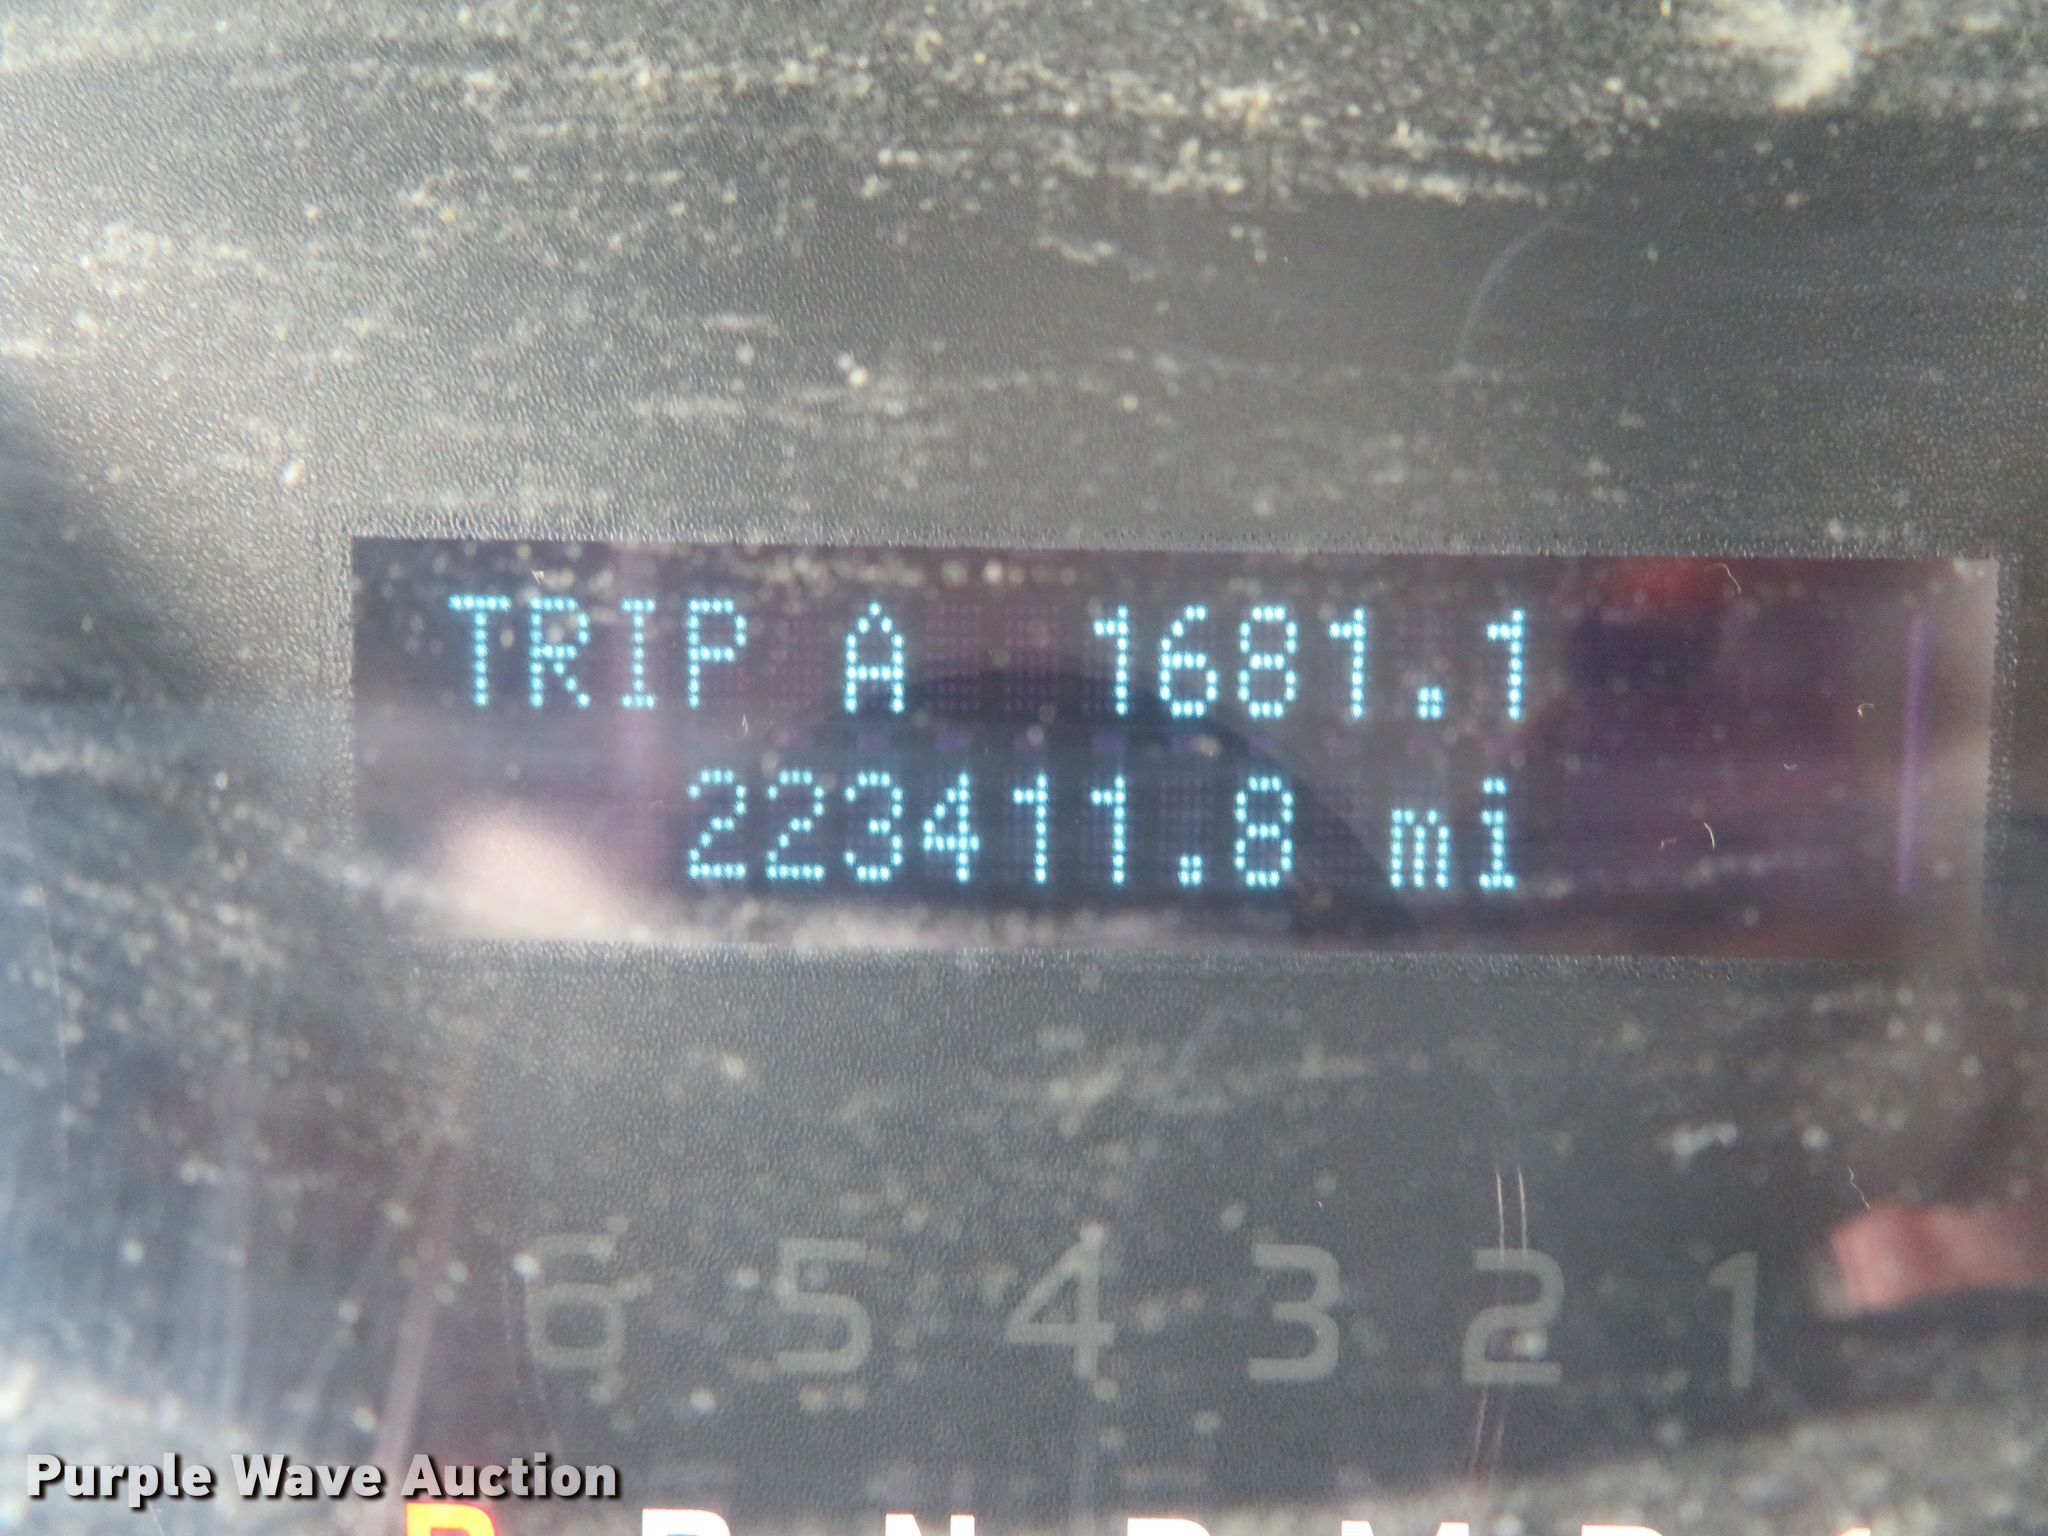 TRIP A 1681.1
223411.8 mi
6 5 4 3 2 1
Purple Wave Auction